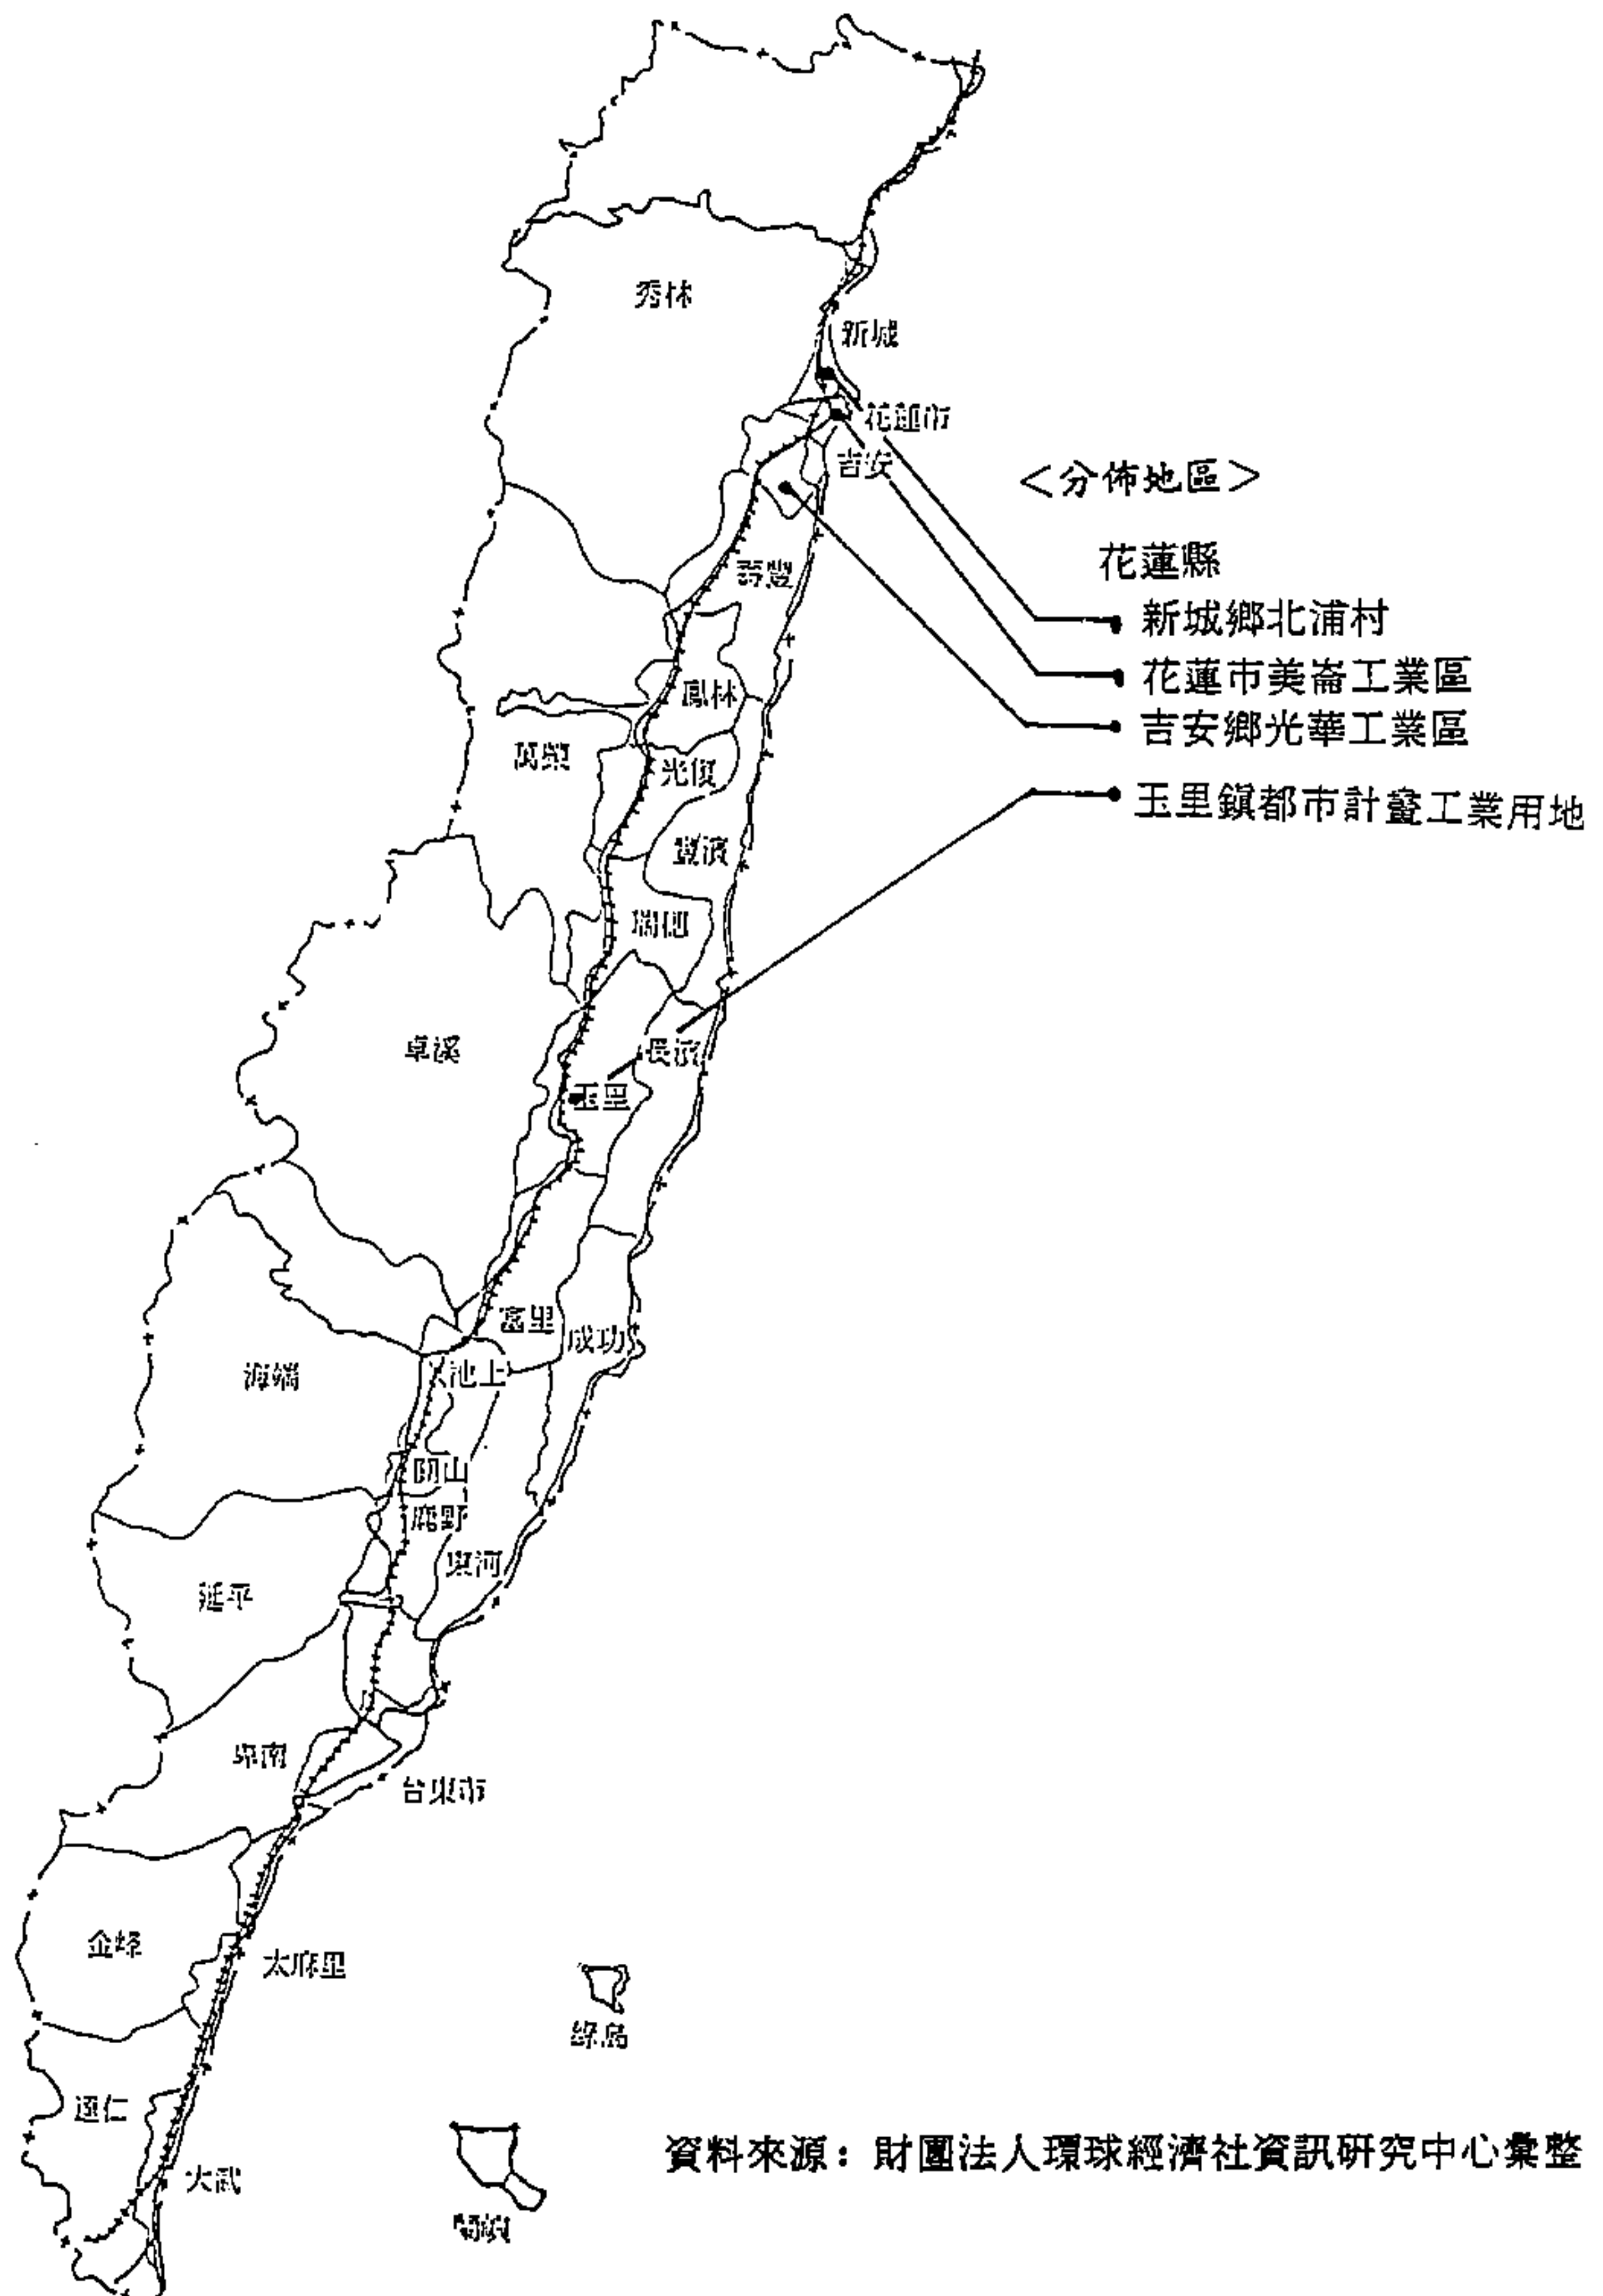 秀林
新城
花蓮市
吉安
<分佈地區>
花蓮縣
壽豐
新城鄉北浦村
花蓮市美崙工業區
鳳林
吉安鄉光華工業區
萬榮
光復
玉里鎮都市計畫工業用地
豐濱
卓溪
長濱
玉里
富里
成功
海端
池上
關山
鹿野
東河
延平
卑南
台東市
金峰
太麻里
綠島
達仁
資料來源：財團法人環球經濟社資訊研究中心彙整
大武